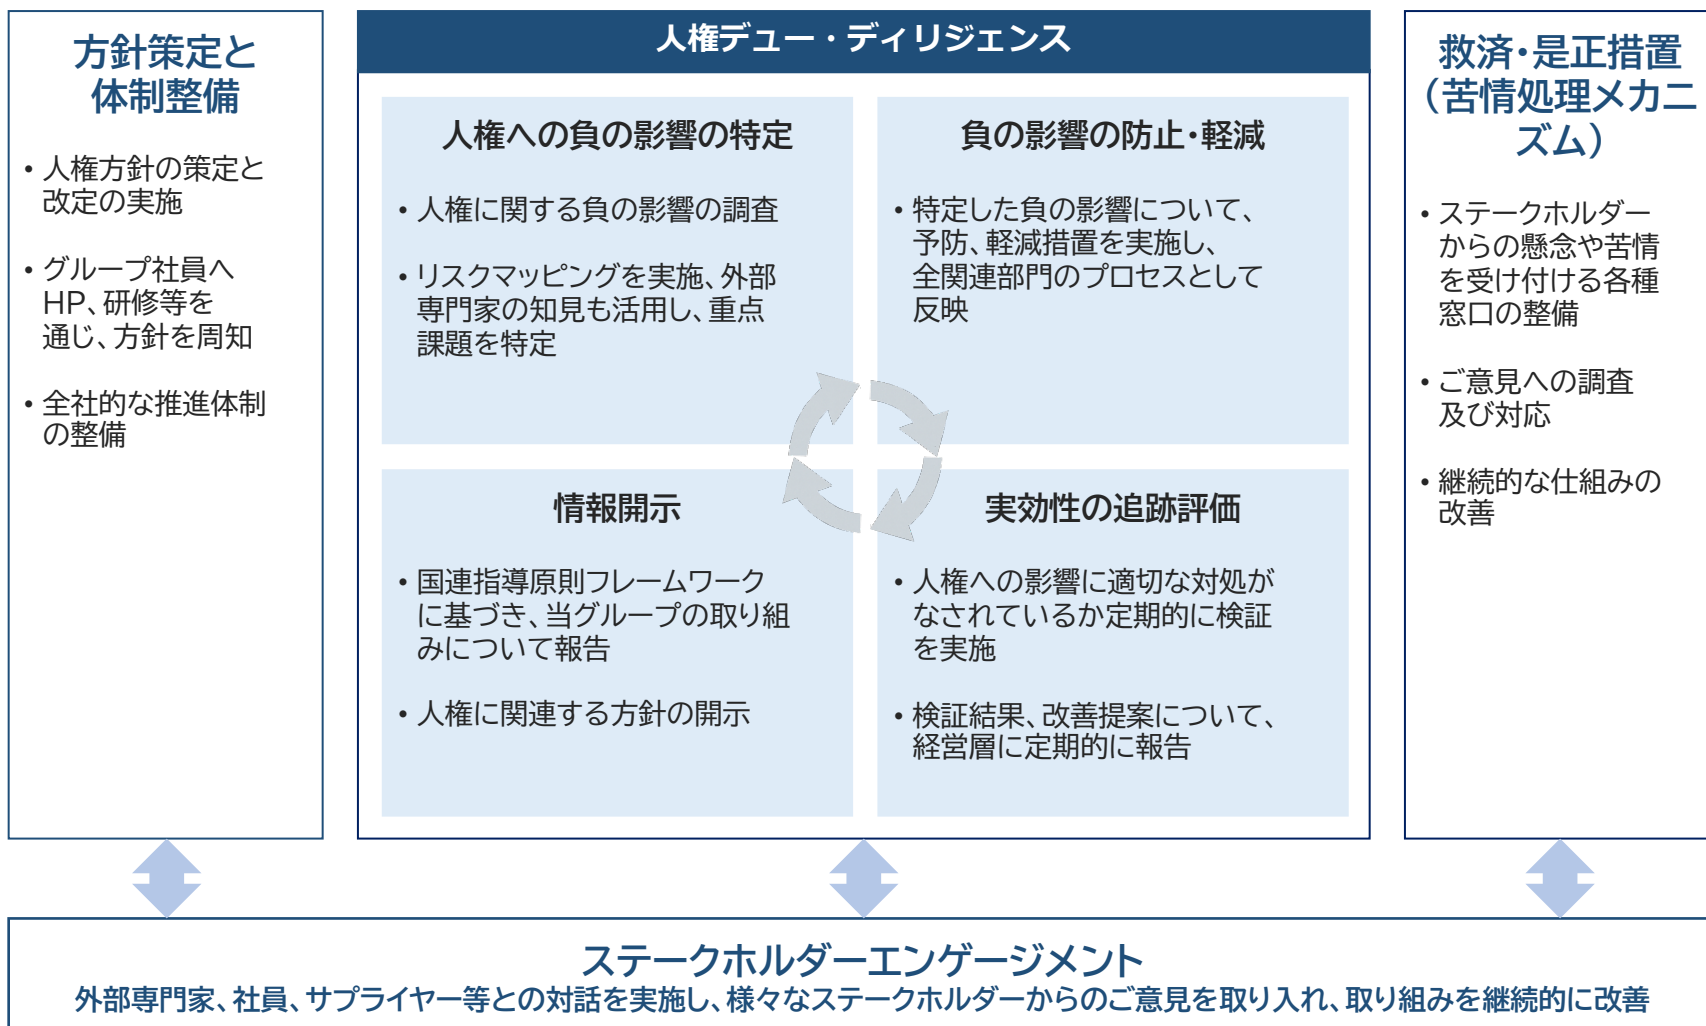 方針策定と
体制整備
• 人権方針の策定と
改定の実施
• グループ社員へ
HP、研修等を
通じ、方針を周知
• 全社的な推進体制
の整備
人権デュー・ディリジェンス
人権への負の影響の特定
• 人権に関する負の影響の調査
• リスクマッピングを実施、外部
専門家の知見も活用し、重点
課題を特定
負の影響の防止・軽減
• 特定した負の影響について、
予防、軽減措置を実施し、
全関連部門のプロセスとして
反映
情報開示
• 国連指導原則フレームワーク
に基づき、当グループの取り組
みについて報告
• 人権に関連する方針の開示
実効性の追跡評価
• 人権への影響に適切な対処が
なされているか定期的に検証
を実施
• 検証結果、改善提案について、
経営層に定期的に報告
救済・是正措置
（苦情処理メカニ
ズム）
• ステークホルダー
からの懸念や苦情
を受け付ける各種
窓口の整備
• ご意見への調査
及び対応
• 継続的な仕組みの
改善
ステークホルダーエンゲージメント
外部専門家、社員、サプライヤー等との対話を実施し、様々なステークホルダーからのご意見を取り入れ、取り組みを継続的に改善